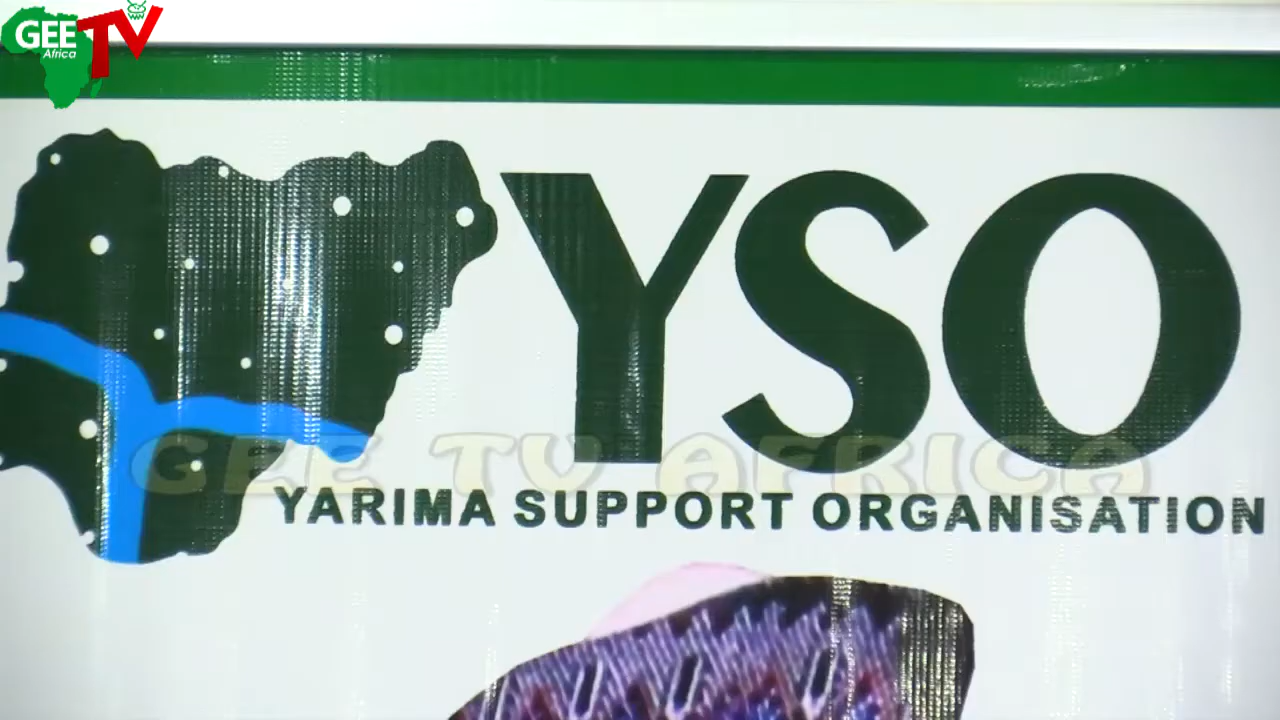 GEE TV
Africa
YSO
GEE TV AFRICA
YARIMA SUPPORT ORGANISATION